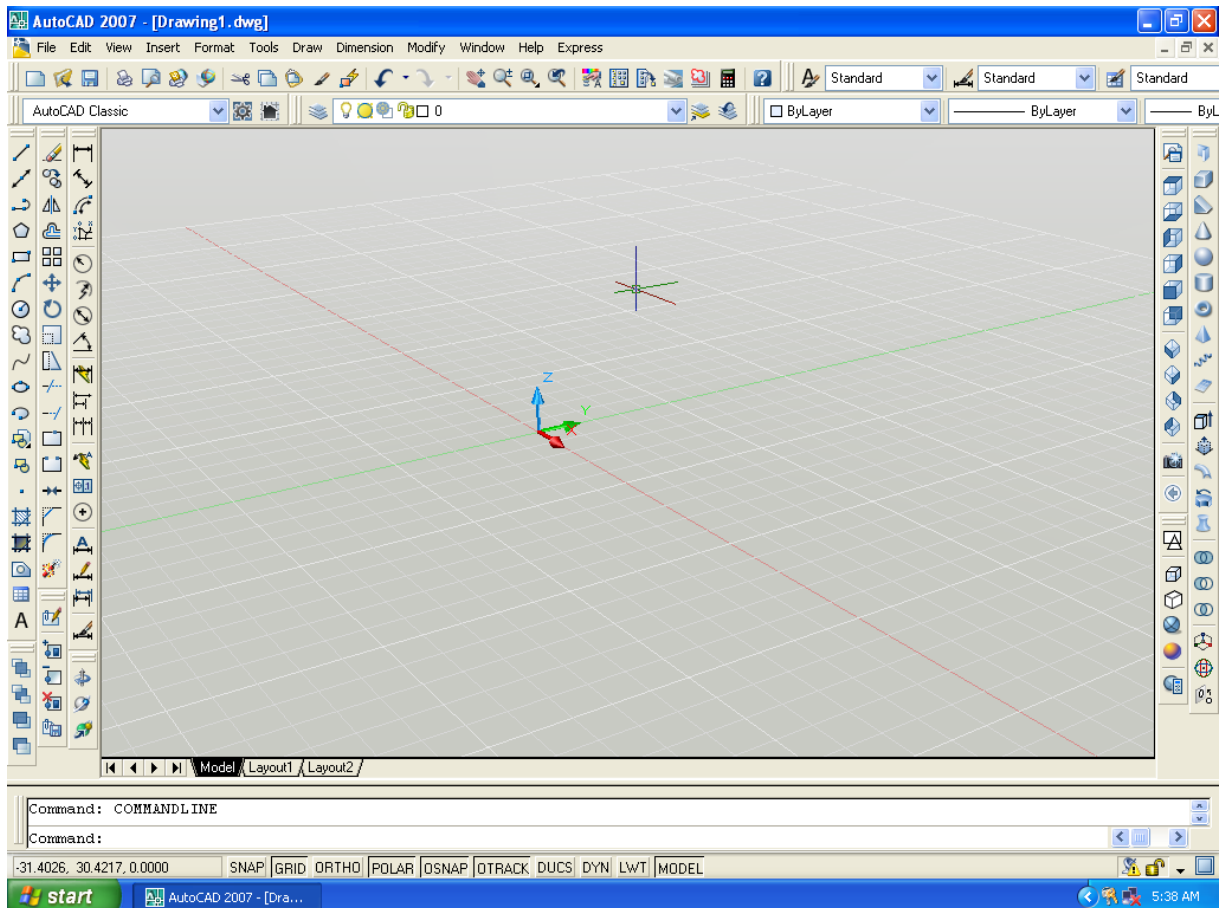 AutoCAD 2007 - [Drawing1.dwg]
File Edit View Insert Format Tools Draw Dimension Modify Window Help Express
Standard Standard Standard
AutoCAD Classic 0 ByLayer ByLayer ByL
Z
Y
X
A
Model Layout1 Layout2
Command: COMMANDLINE
Command:
-31.4026, 30.4217, 0.0000 SNAP GRID ORTHO POLAR OSNAP OTRACK DUCS DYN LWT MODEL
start AutoCAD 2007 - [Dra... 5:38 AM